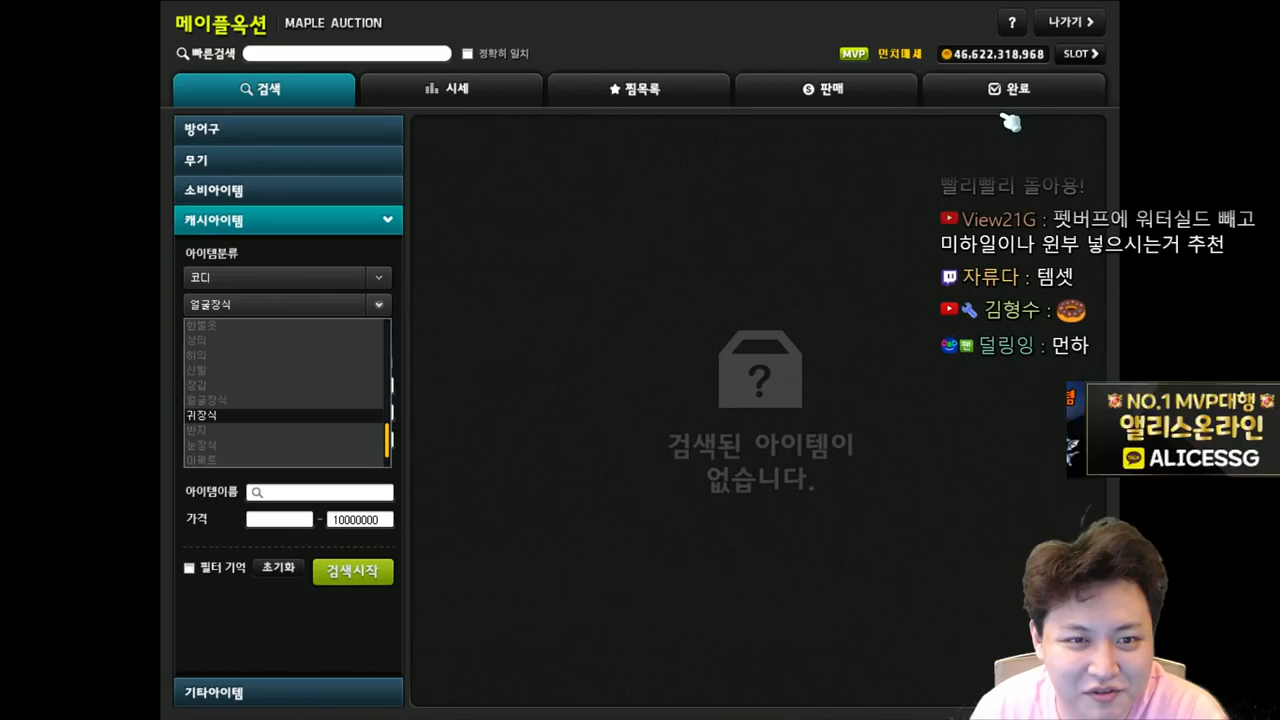 메이플옥션 MAPLE AUCTION
? 나가기
빠른검색 정확히 일치
MVP 먼치메세 46,622,318,968 SLOT
검색 시세 찜목록 판매 완료
방어구
무기
소비아이템
캐시아이템
아이템분류
코디
얼굴장식
한벌옷
상의
하의
신발
장갑
얼굴장식
귀장식
반지
눈장식
이펙트
아이템이름
가격 - 10000000
필터 기억 초기화 검색시작
기타아이템
?
검색된 아이템이
없습니다.
빨리빨리 돌아용!
View21G : 펫버프에 워터실드 빼고
미하일이나 윈부 넣으시는거 추천
자류다 : 템셋
김형수 :
팬 덜링잉 : 먼하
NO.1 MVP대행
앨리스온라인
TALK ALICESSG